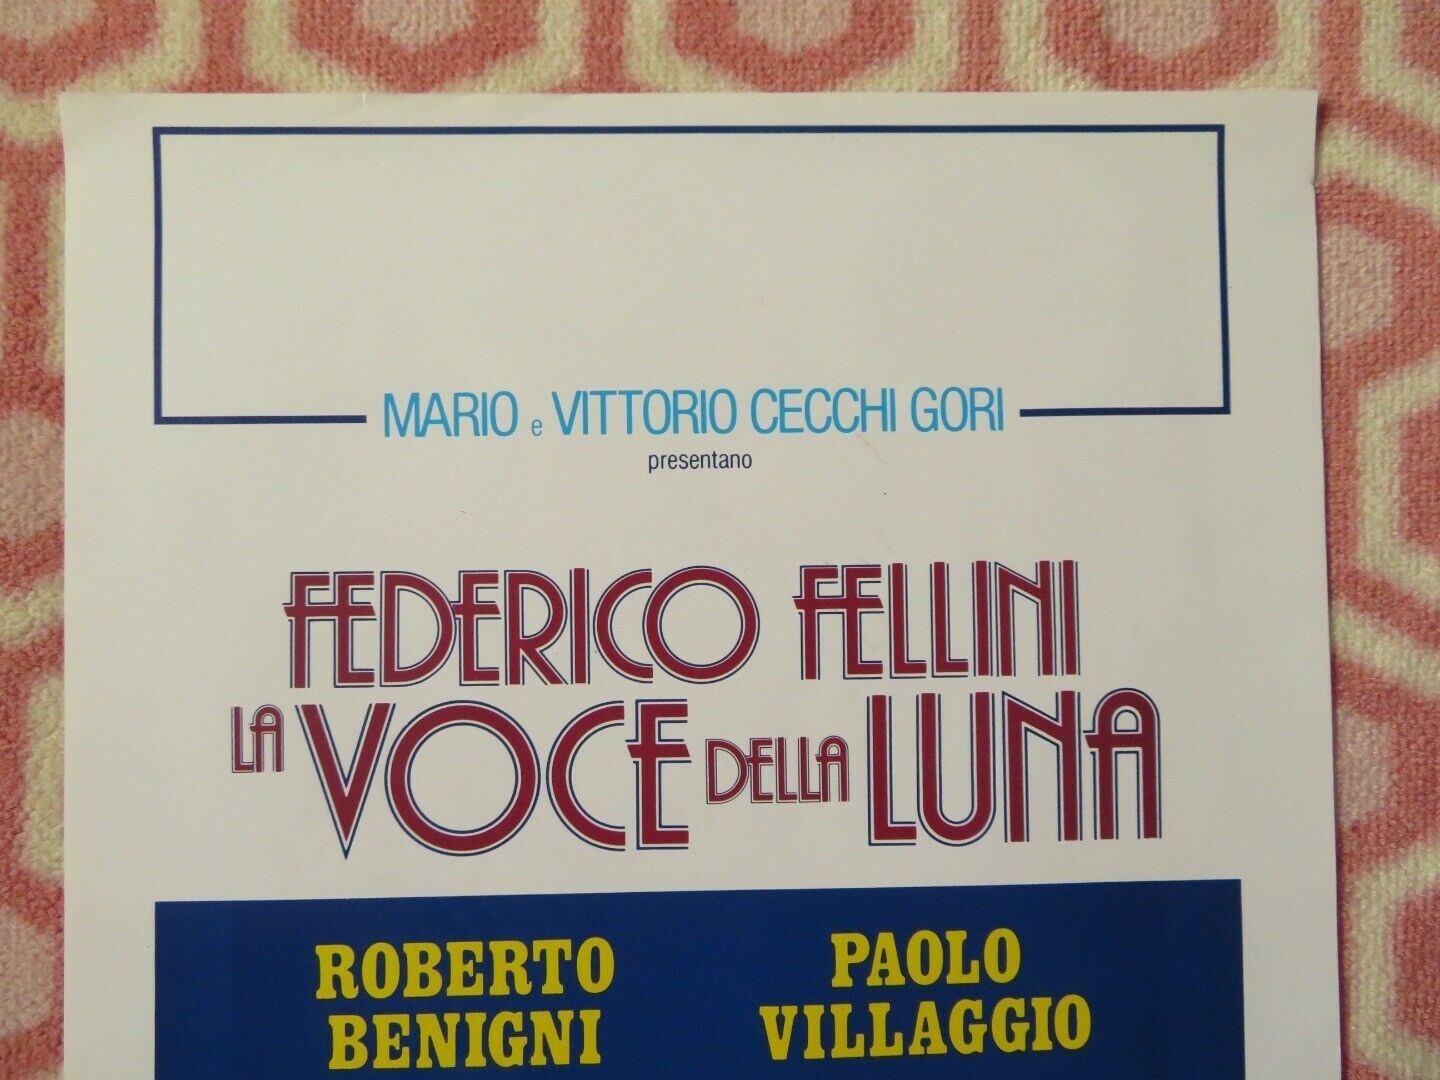 MARIO e VITTORIO CECCHI GORI
presentano
FEDERICO FELLINI
LA VOCE DELLA LUNA
ROBERTO PAOLO
BENIGNI VILLAGGIO